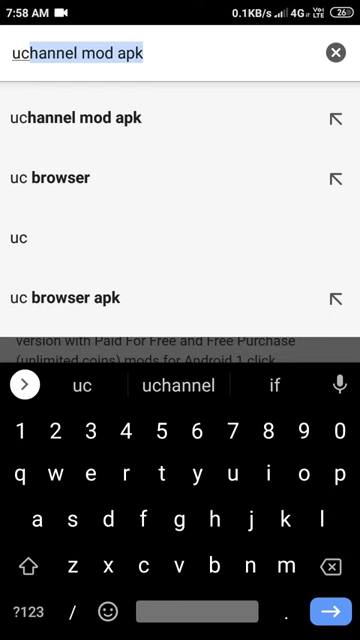 7:58 AM 0.1KB/s 4G Vo) LTE 26
uchannel mod apk
uchannel mod apk
uc browser
uc
uc browser apk
version with Paid For Free and Free Purchase
(unlimited coins) mods for Android 1 click
uc uchannel if
1 2 3 4 5 6 7 8 9 0
q w e r t y u i o p
a s d f g h j k l
z x c v b n m
?123 / .